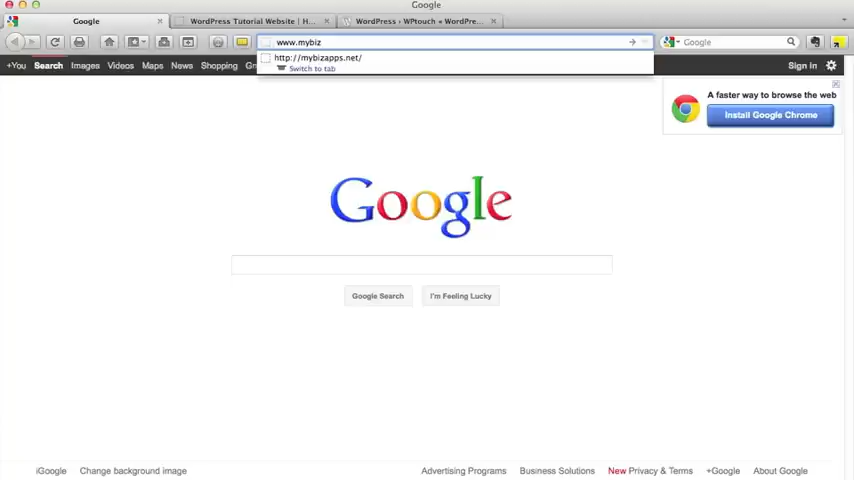 Google
Google
WordPress Tutorial Website | H...
WordPress › WPtouch « WordPre...
www.mybiz
Google
http://mybizapps.net/
Switch to tab
+You Search Images Videos Maps News Shopping
Sign In
A faster way to browse the web
Install Google Chrome
Google
Google Search
I'm Feeling Lucky
iGoogle Change background image
Advertising Programs Business Solutions New Privacy & Terms +Google About Google